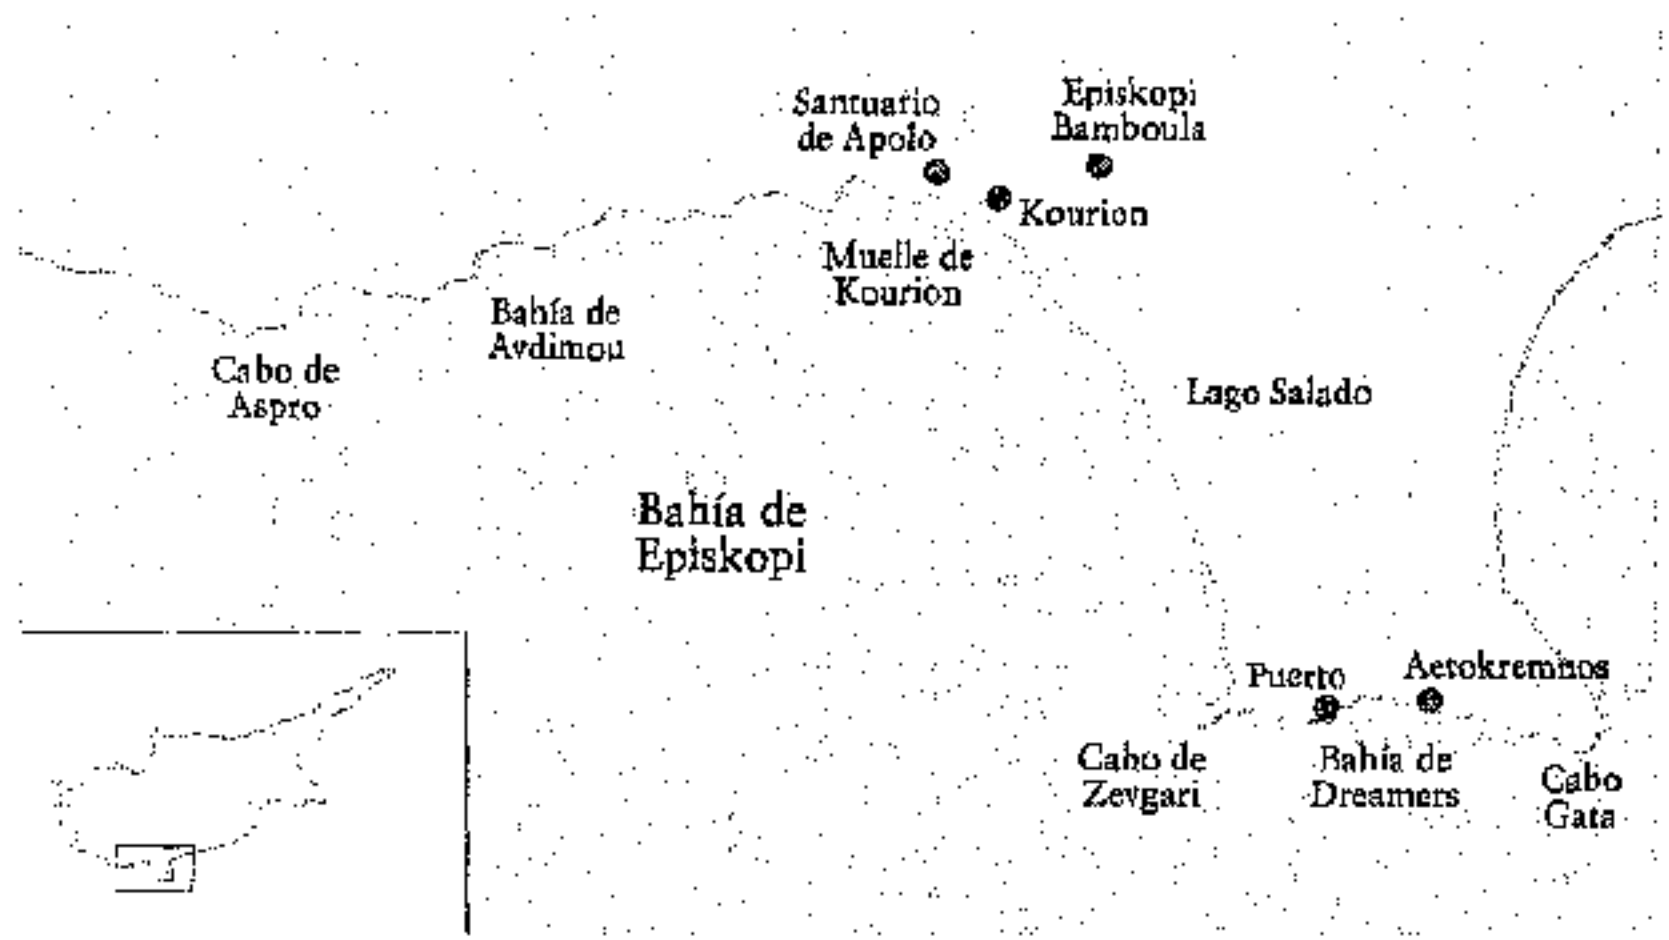 Santuario
de Apolo
Episkopi
Bamboula
Kourion
Muelle de
Kourion
Bahía de
Avdimou
Cabo de
Aspro
Lago Salado
Bahía de
Episkopi
Puerto
Aetokremnos
Cabo de
Zevgari
Bahía de
Dreamers
Cabo
Gata